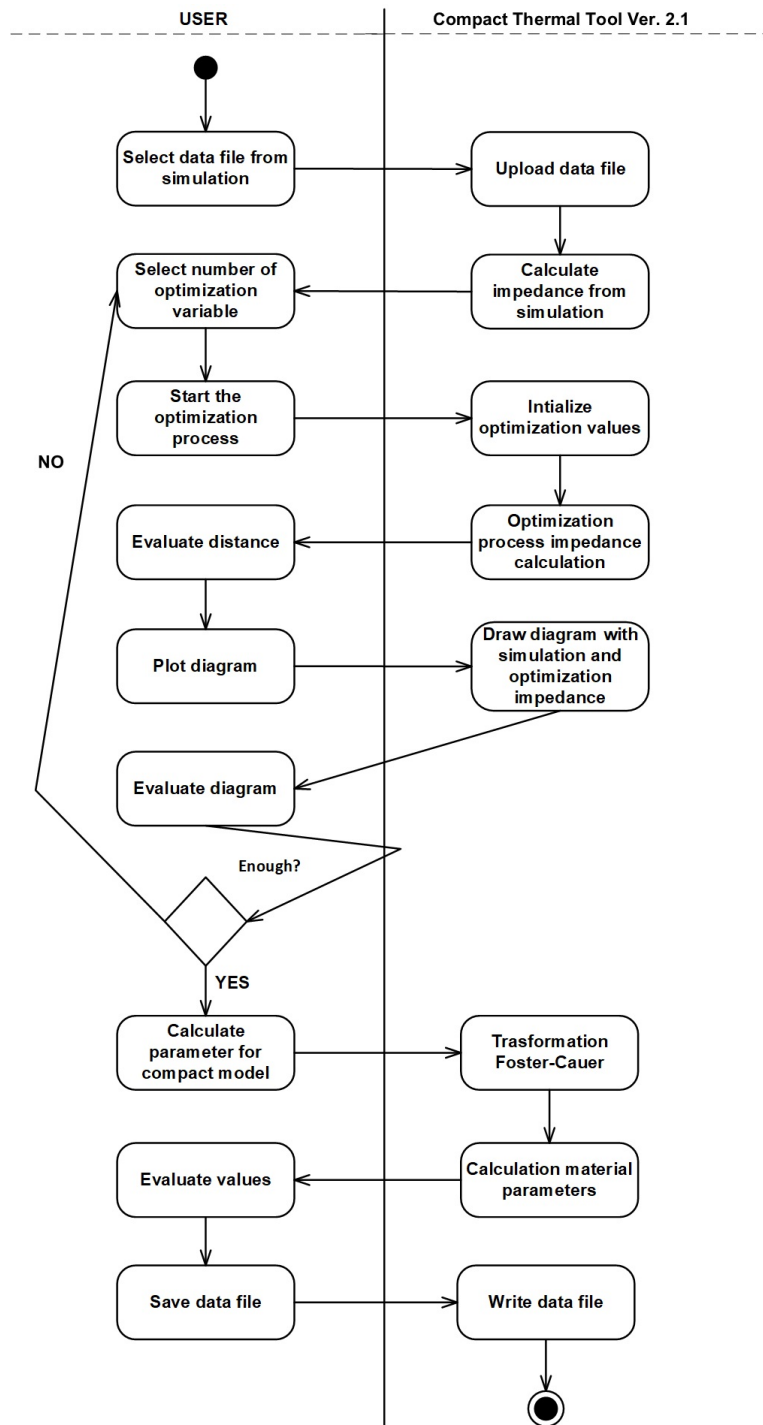 USER
Compact Thermal Tool Ver. 2.1
Select data file from
simulation
Upload data file
Select number of
optimization
variable
Calculate
impedance from
simulation
Start the
optimization
process
Intialize
optimization values
NO
Evaluate distance
Optimization
process impedance
calculation
Plot diagram
Draw diagram with
simulation and
optimization
impedance
Evaluate diagram
Enough?
YES
Calculate
parameter for
compact model
Trasformation
Foster-Cauer
Evaluate values
Calculation material
parameters
Save data file
Write data file